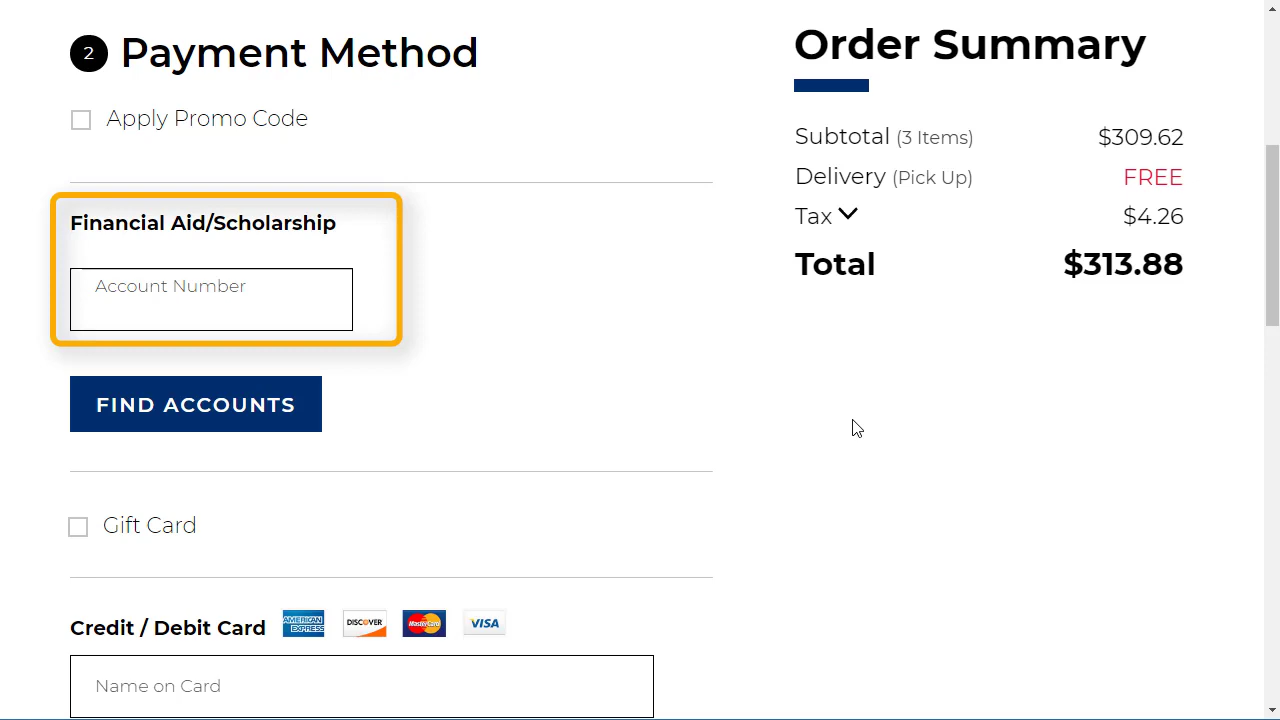 2 Payment Method
Apply Promo Code
Financial Aid/Scholarship
Account Number
FIND ACCOUNTS
Gift Card
Credit / Debit Card AMERICAN EXPRESS DISCOVER MasterCard VISA
Name on Card
Order Summary
Subtotal (3 Items) $309.62
Delivery (Pick Up) FREE
Tax $4.26
Total $313.88